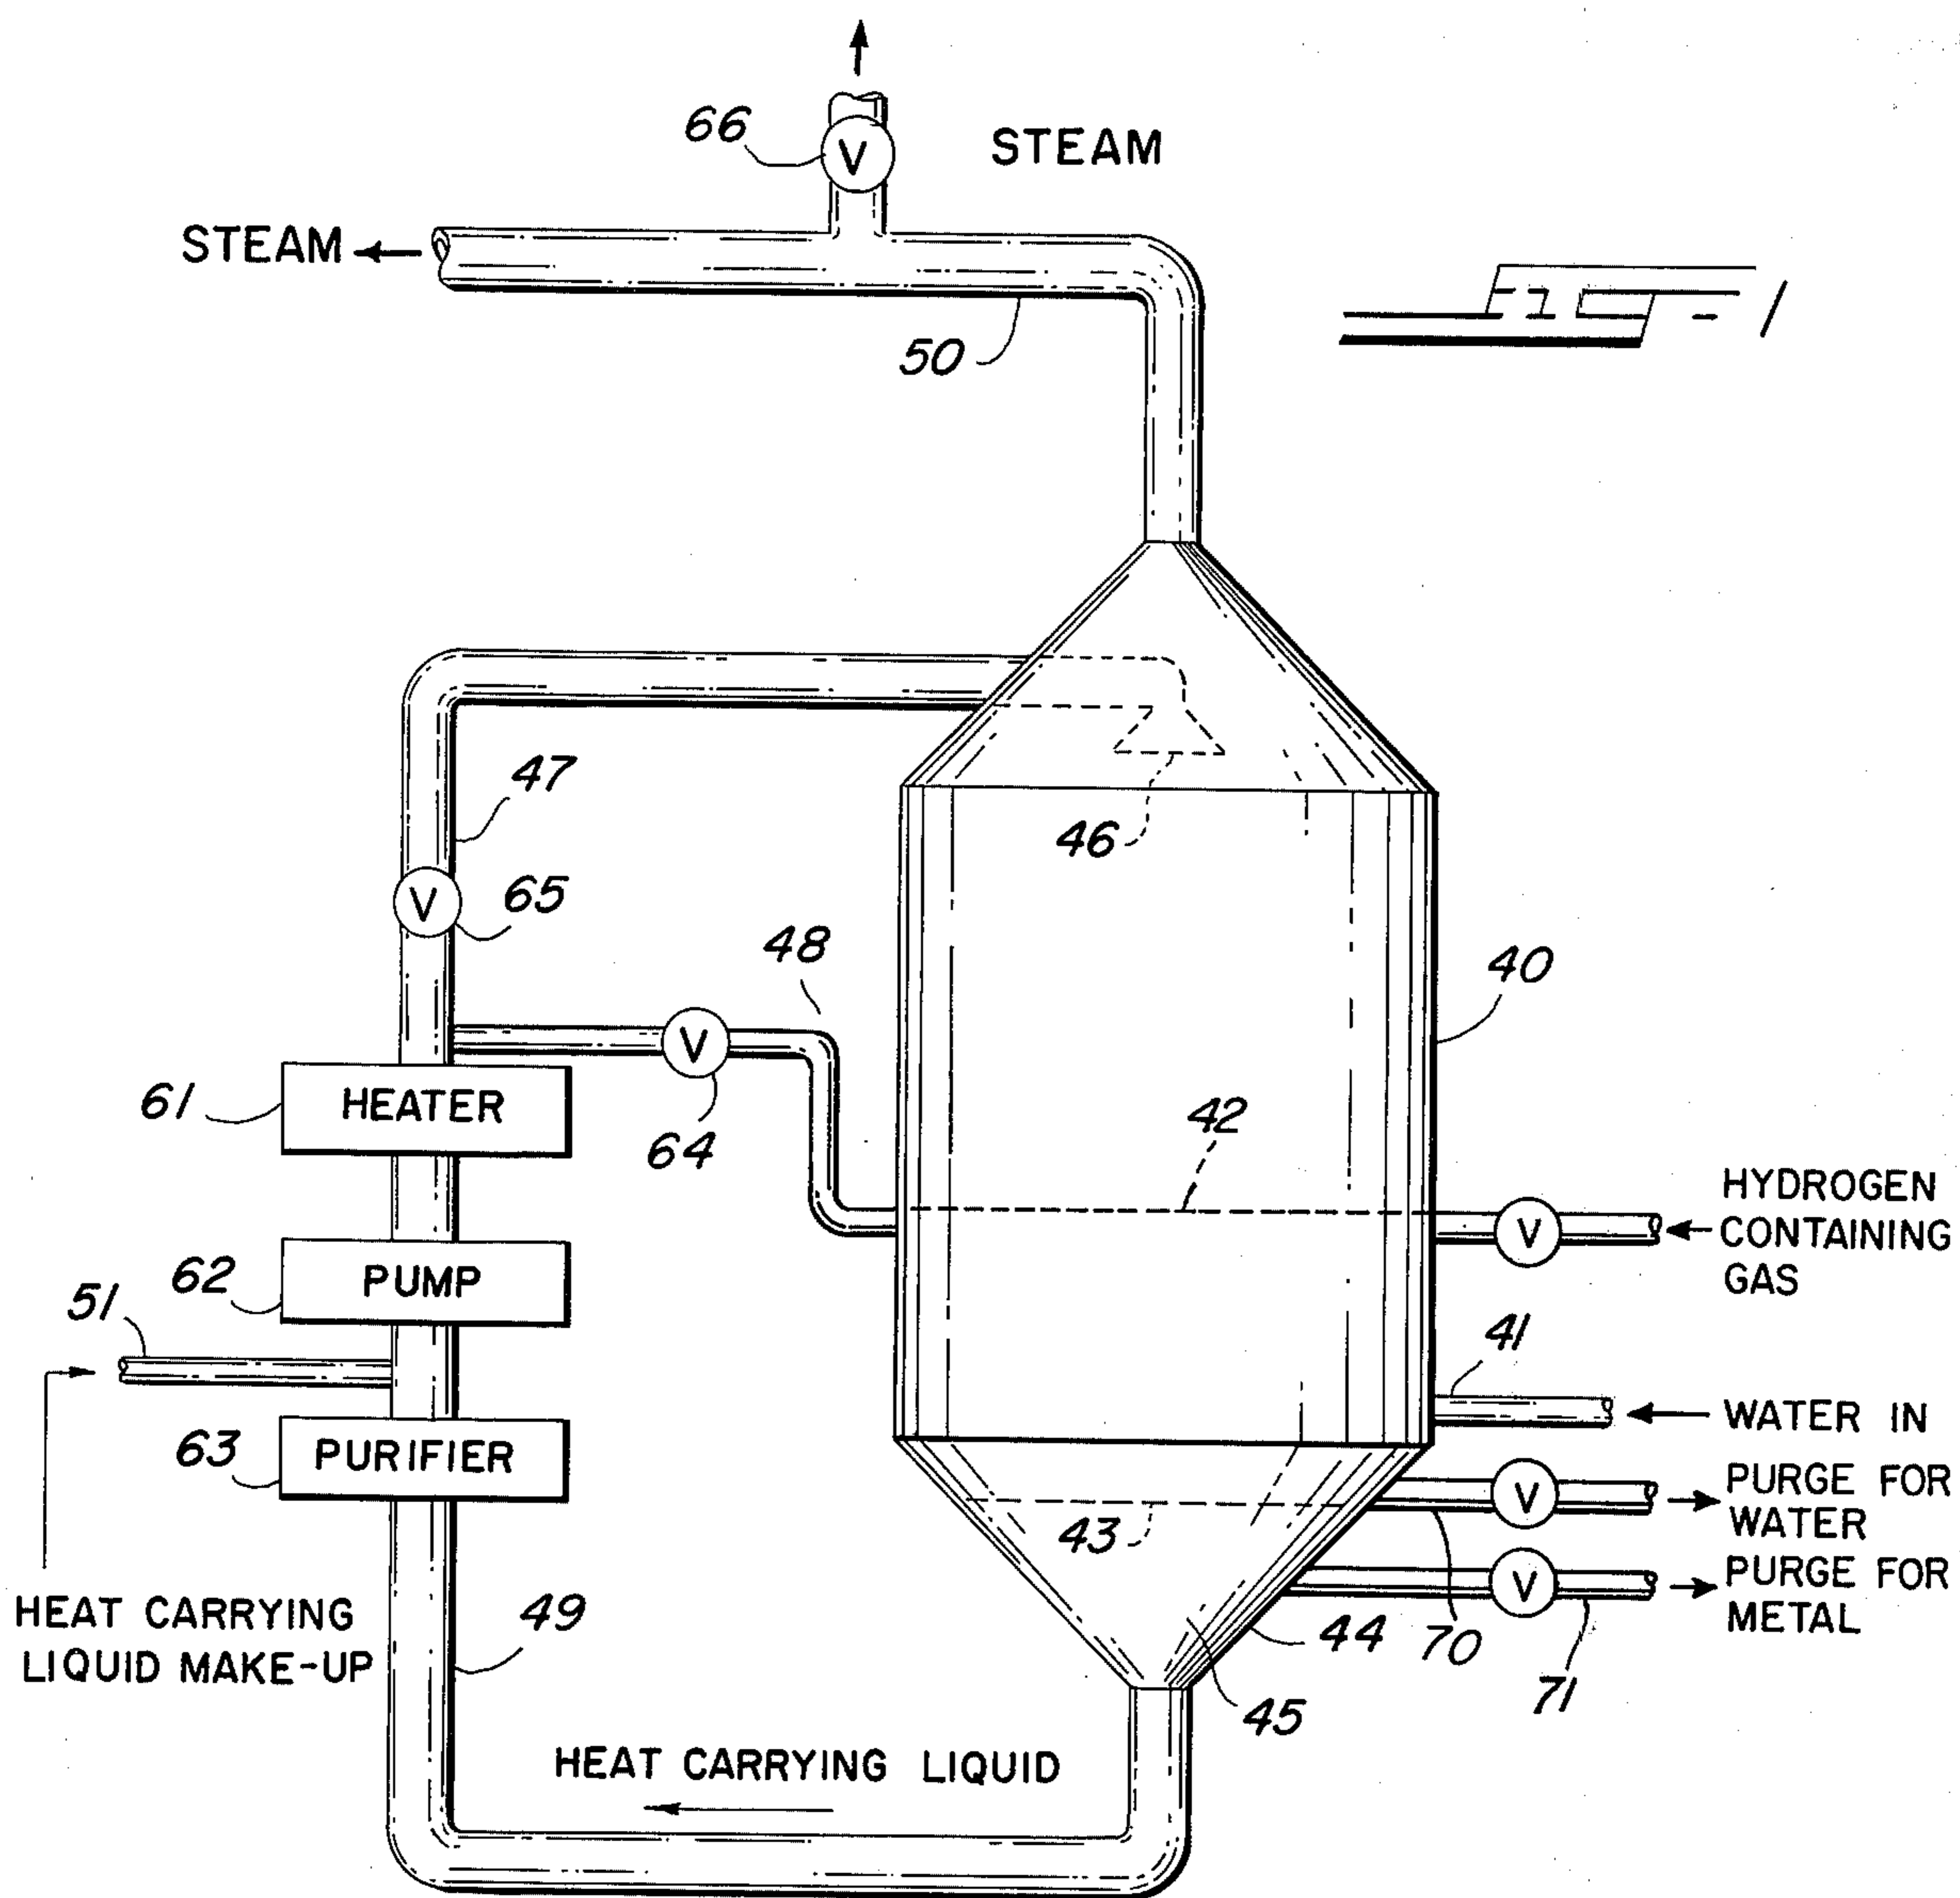 66
V
STEAM
STEAM
50
FIG-1
47
46
V
65
48
40
V
61
HEATER
64
42
HYDROGEN
CONTAINING
GAS
V
62
PUMP
51
41
WATER IN
63
PURIFIER
PURGE FOR
WATER
V
43
PURGE FOR
METAL
V
HEAT CARRYING
LIQUID MAKE-UP
49
44
70
71
45
HEAT CARRYING LIQUID